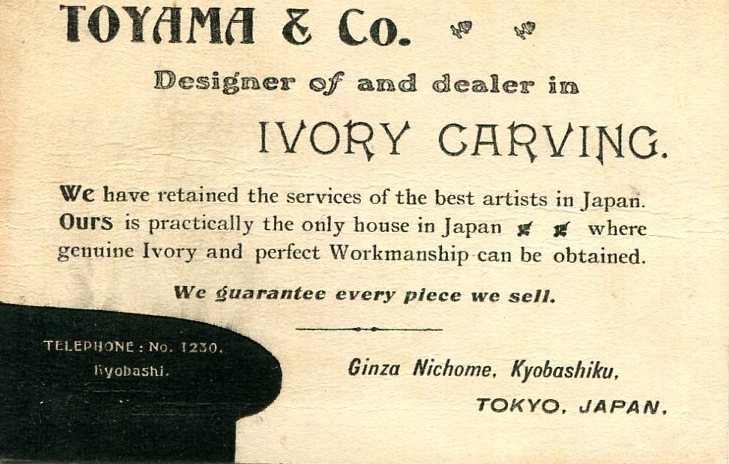 TOYAMA & Co.
Designer of and dealer in
IVORY CARVING.
We have retained the services of the best artists in Japan.
Ours is practically the only house in Japan where
genuine Ivory and perfect Workmanship can be obtained.
We guarantee every piece we sell.
TELEPHONE: No. 1230.
Kyobashi.
Ginza Nichome, Kyobashiku,
TOKYO, JAPAN.